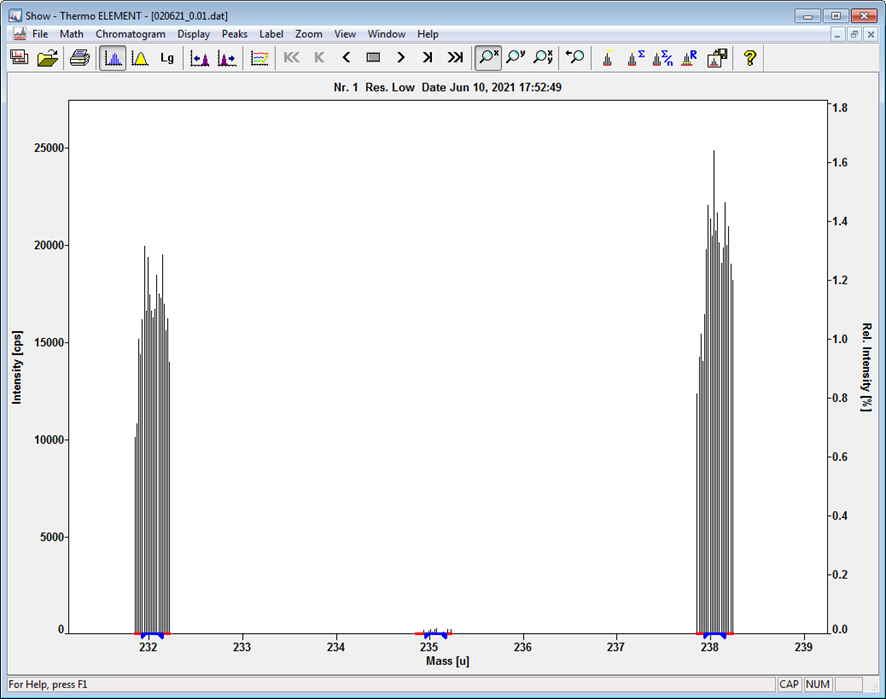 Show - Thermo ELEMENT - [020621_0.01.dat]
File Math Chromatogram Display Peaks Label Zoom View Window Help
Lg x y x y Σ Σ/n R ?
Nr. 1 Res. Low Date Jun 10, 2021 17:52:49
1.8
25000
1.6
1.4
20000
1.2
15000
1.0
Intensity [cps]
Rel. Intensity [%]
0.8
10000
0.6
0.4
5000
0.2
0
0.0
232 233 234 235 236 237 238 239
Mass [u]
For Help, press F1 CAP NUM